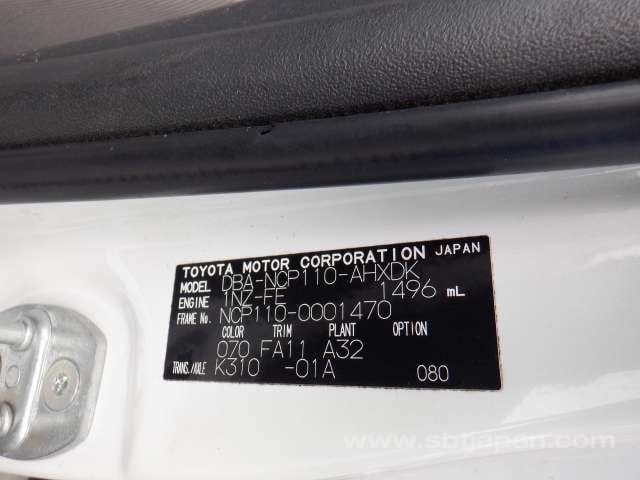 TOYOTA MOTOR CORPORATION JAPAN
MODEL DBA-NCP110-AHXDK
ENGINE 1NZ-FE 1496 mL
FRAME No. NCP110-0001470
COLOR TRIM PLANT OPTION
070 FA11 A32
TRANS./AXLE K310 -01A 080
www.sbtjapan.com